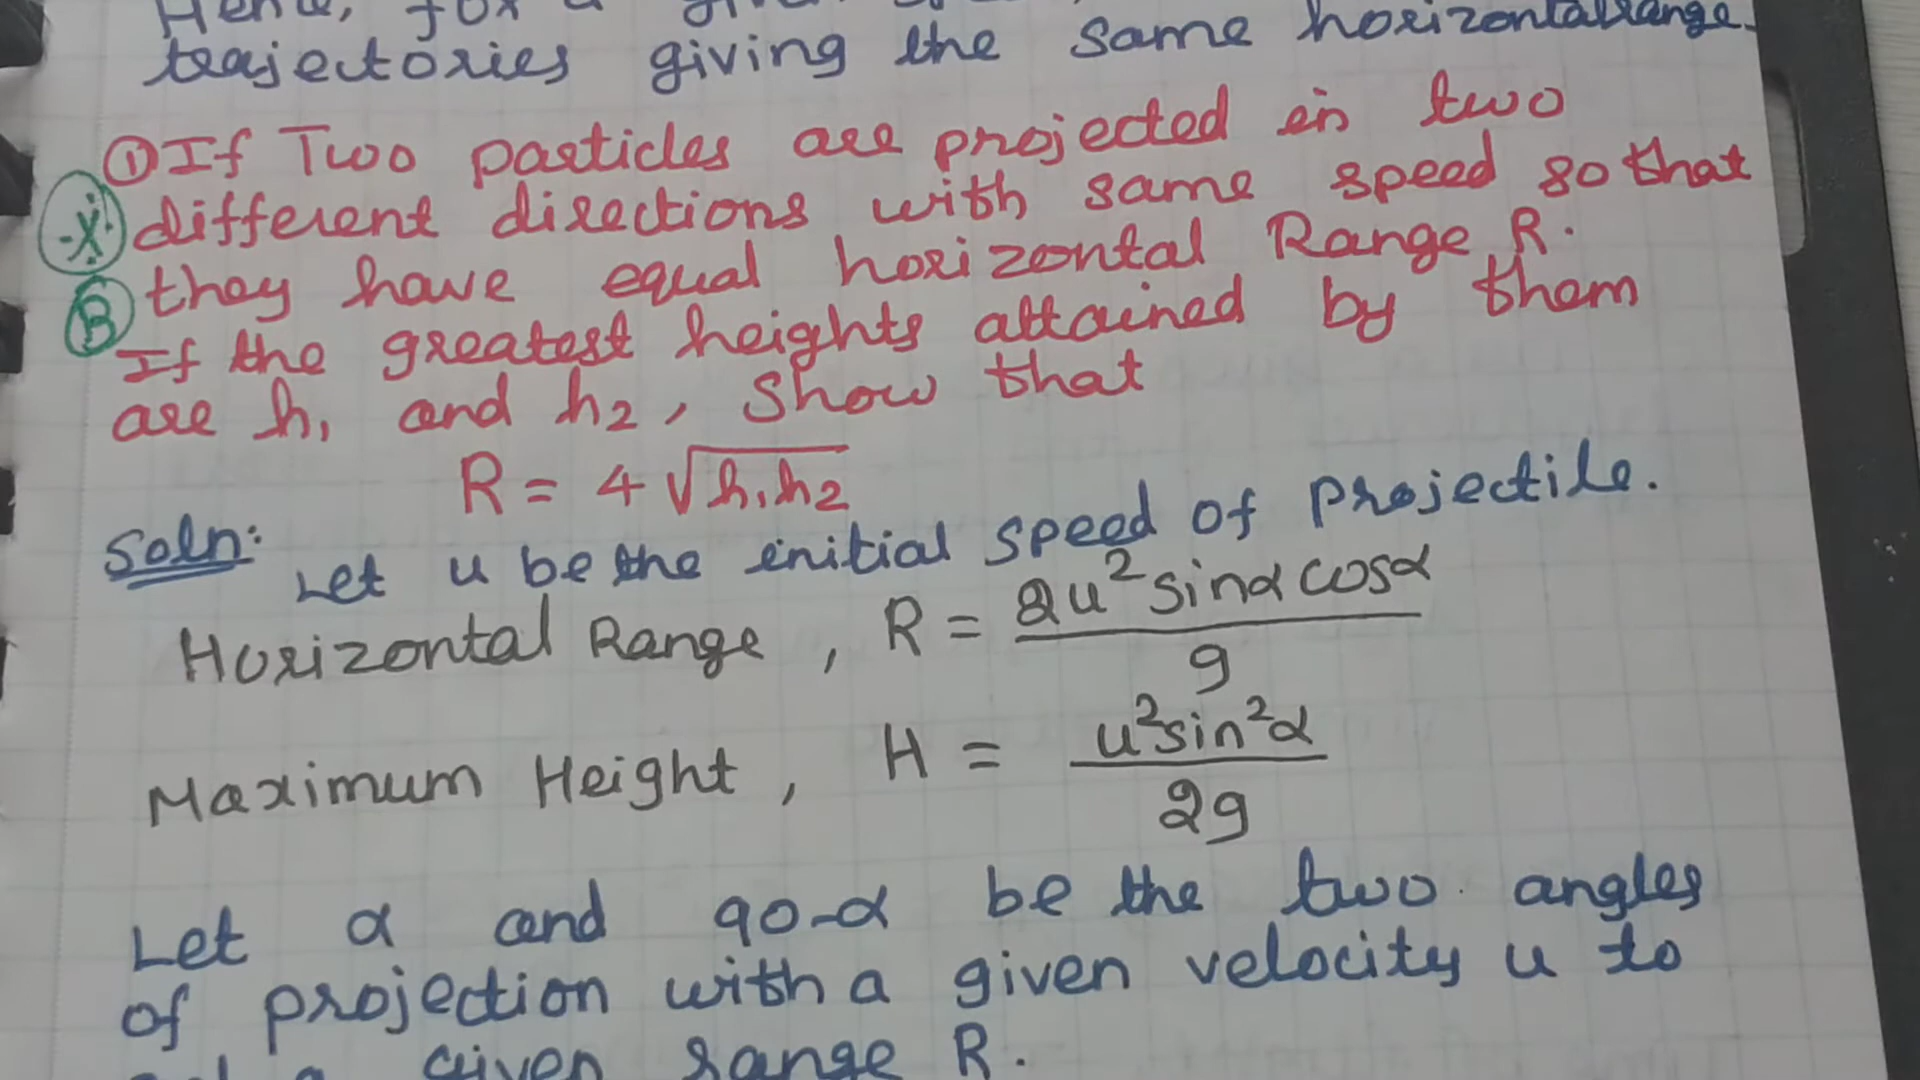 trajectories giving the same horizontal range.
① If Two particles are projected in two
different directions with same speed so that
they have equal horizontal Range R.
B
If the greatest heights attained by them
are h₁ and h₂, Show that
R = 4 √h₁h₂
Soln:
Let u be the initial speed of projectile.
Horizontal Range, R = 2u² sinα cosα / g
Maximum Height, H = u²sin²α / 2g
Let α and 90-α be the two angles
of projection with a given velocity u to
given range R.